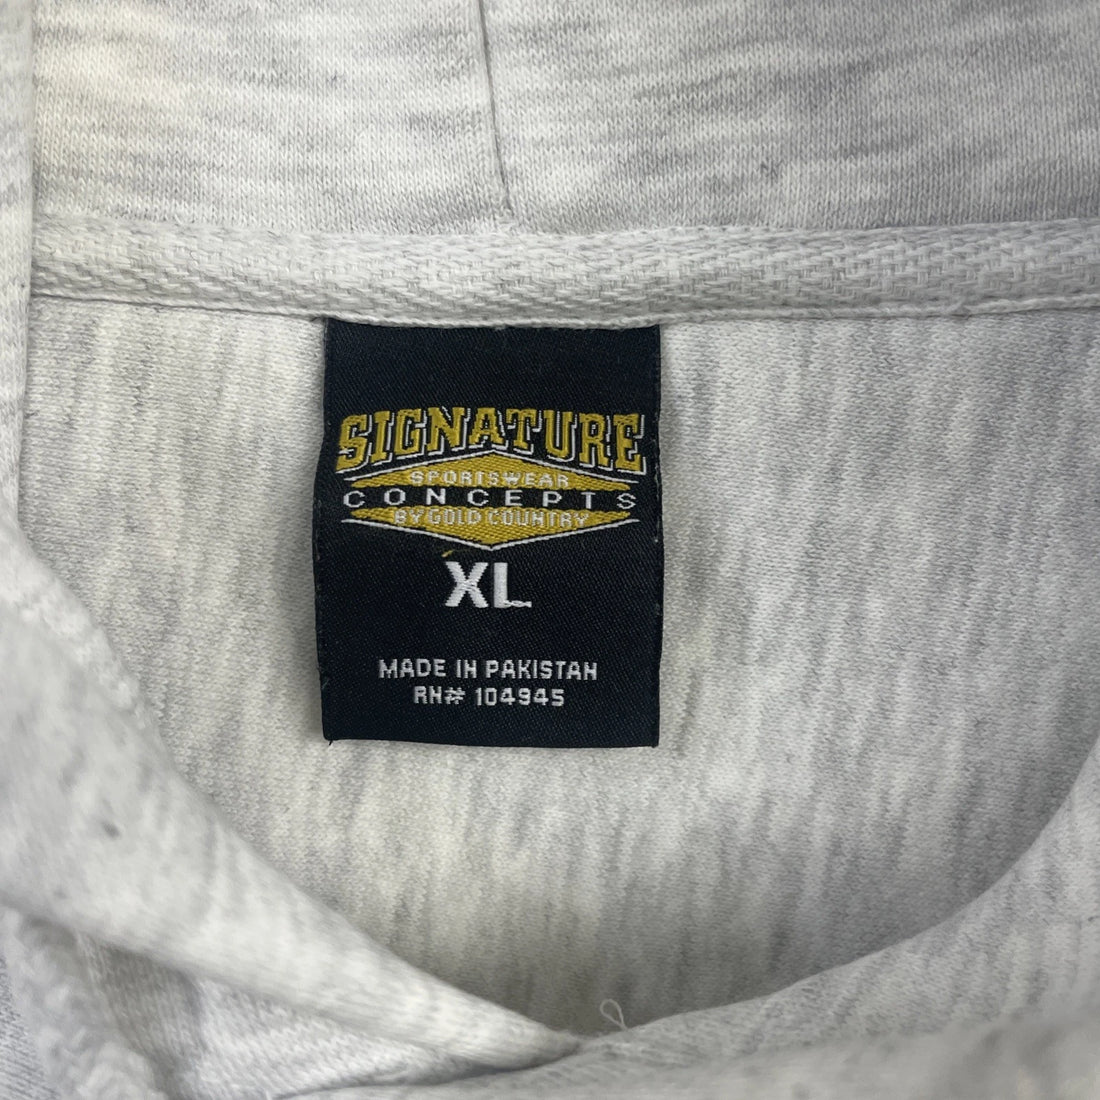 SIGNATURE
SPORTSWEAR
CONCEPTS
BY GOLD COUNTRY
XL
MADE IN PAKISTAN
RN# 104945